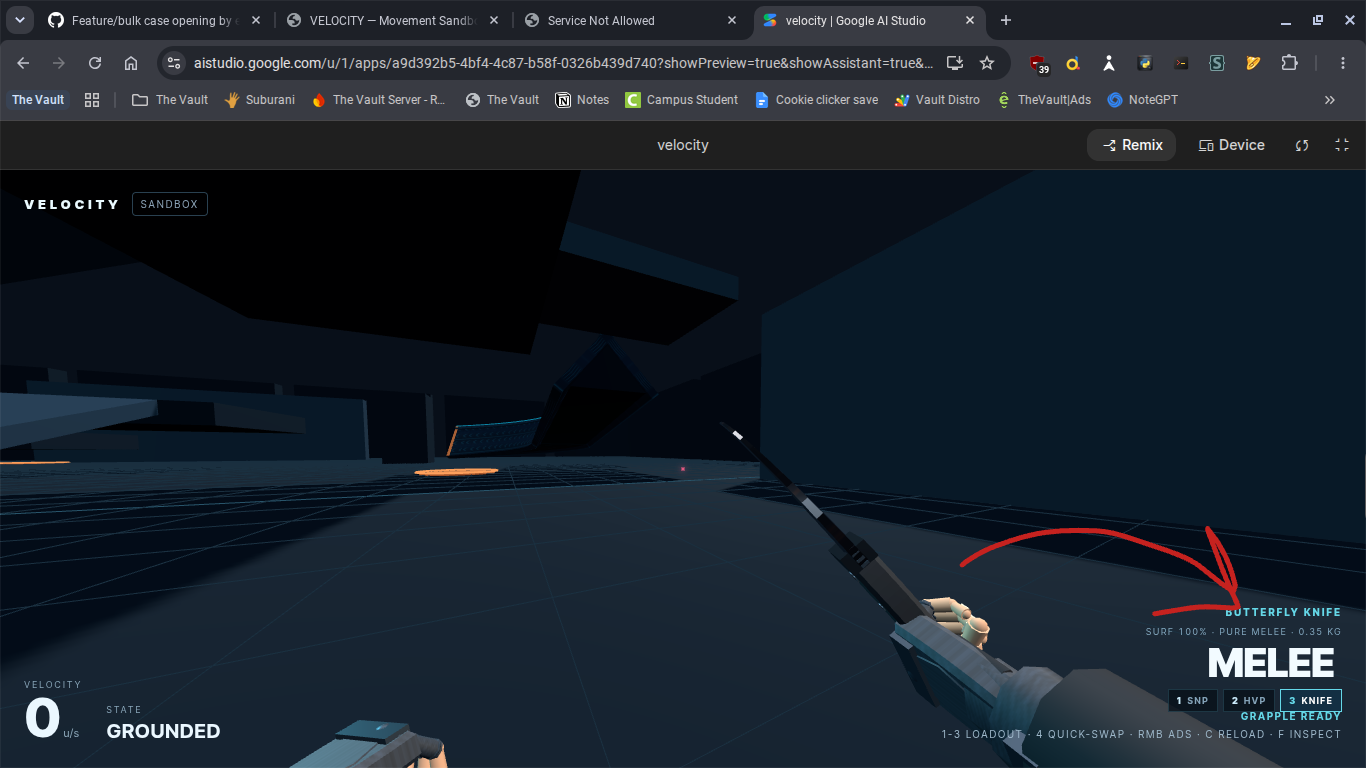 Feature/bulk case opening by e
VELOCITY — Movement Sandb
Service Not Allowed
velocity | Google AI Studio
aistudio.google.com/u/1/apps/a9d392b5-4bf4-4c87-b58f-0326b439d740?showPreview=true&showAssistant=true&...
39
The Vault
The Vault
Suburani
The Vault Server - R...
The Vault
Notes
Campus Student
Cookie clicker save
Vault Distro
TheVault|Ads
NoteGPT
velocity
Remix
Device
VELOCITY
SANDBOX
BUTTERFLY KNIFE
SURF 100% · PURE MELEE · 0.35 KG
MELEE
1 SNP
2 HVP
3 KNIFE
GRAPPLE READY
1-3 LOADOUT · 4 QUICK-SWAP · RMB ADS · C RELOAD · F INSPECT
VELOCITY
0 u/s
STATE
GROUNDED